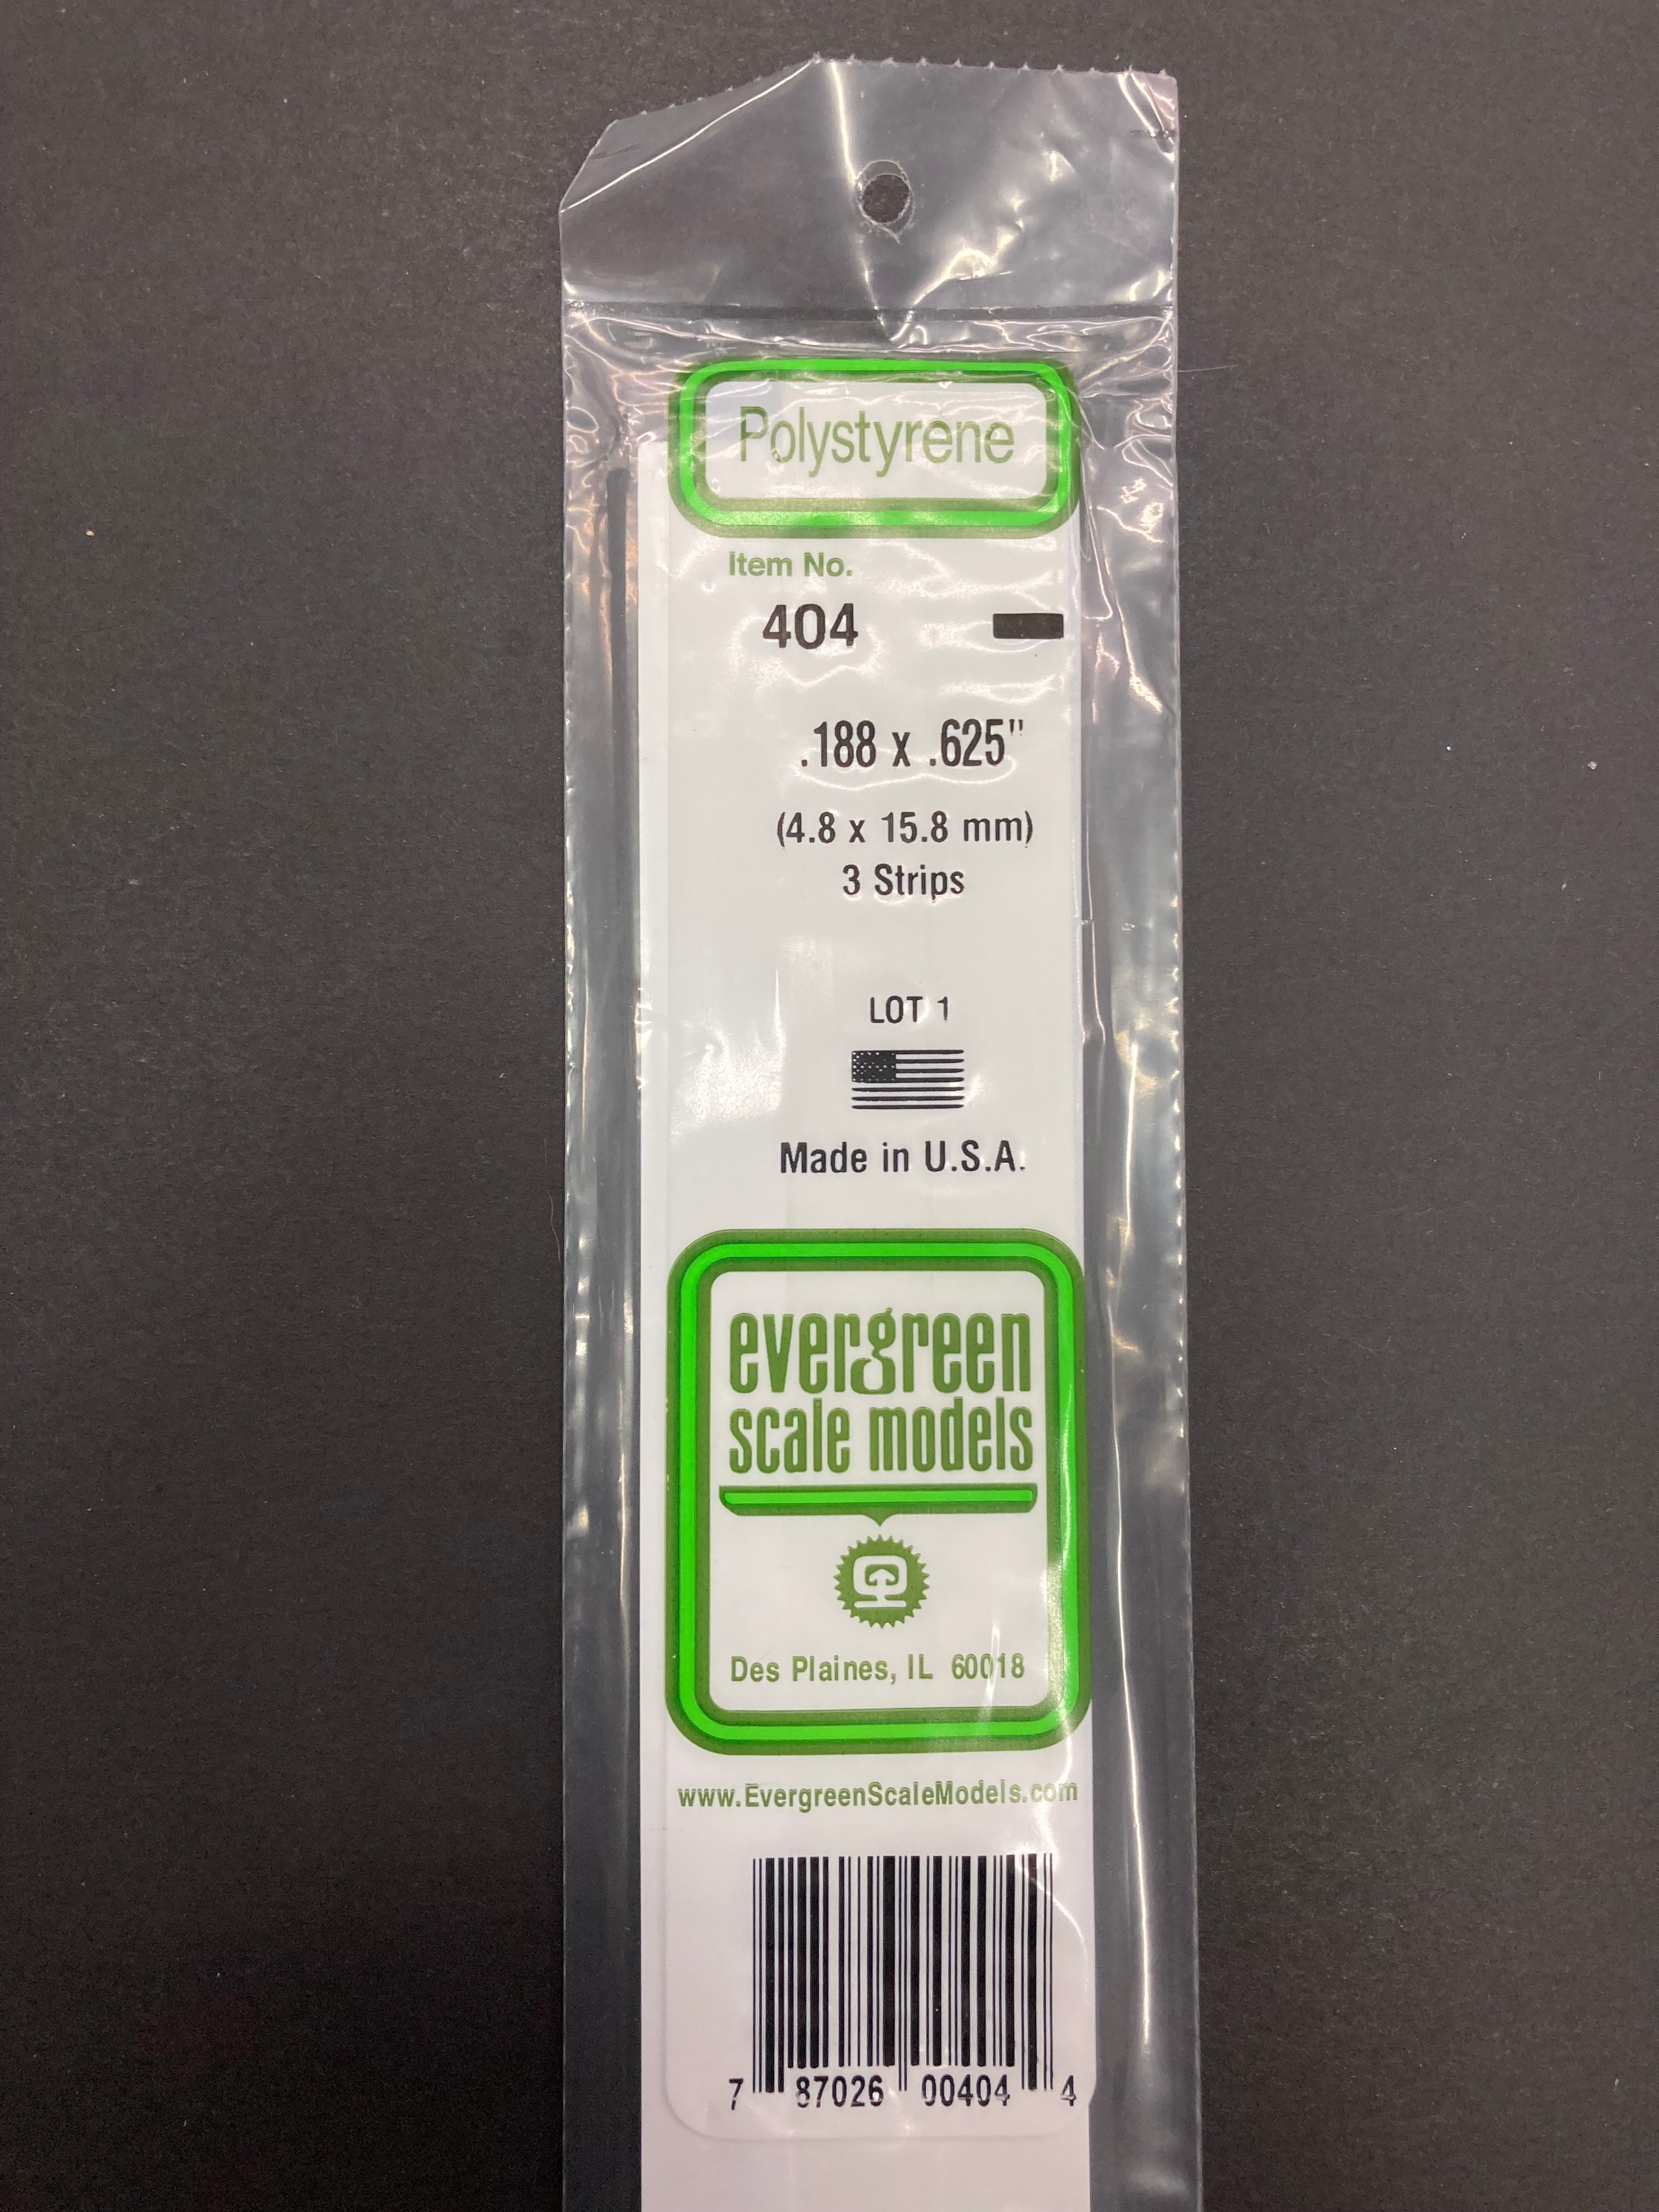 Polystyrene
Item No.
404
.188 x .625"
(4.8 x 15.8 mm)
3 Strips
LOT 1
Made in U.S.A.
evergreen
scale models
Des Plaines, IL 60018
www.EvergreenScaleModels.com
7 87026 00404 4